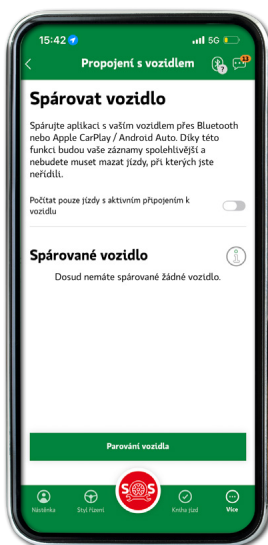 15:42
5G
Propojení s vozidlem
?
Spárovat vozidlo
Spárujte aplikaci s vaším vozidlem přes Bluetooth
nebo Apple CarPlay / Android Auto. Díky této
funkci budou vaše záznamy spolehlivější a
nebudete muset mazat jízdy, při kterých jste
neřídili.
Počítat pouze jízdy s aktivním připojením k
vozidlu
Spárované vozidlo
i
Dosud nemáte spárované žádné vozidlo.
Párování vozidla
SOS
Nástěnka
Styl řízení
Kniha jízd
Více